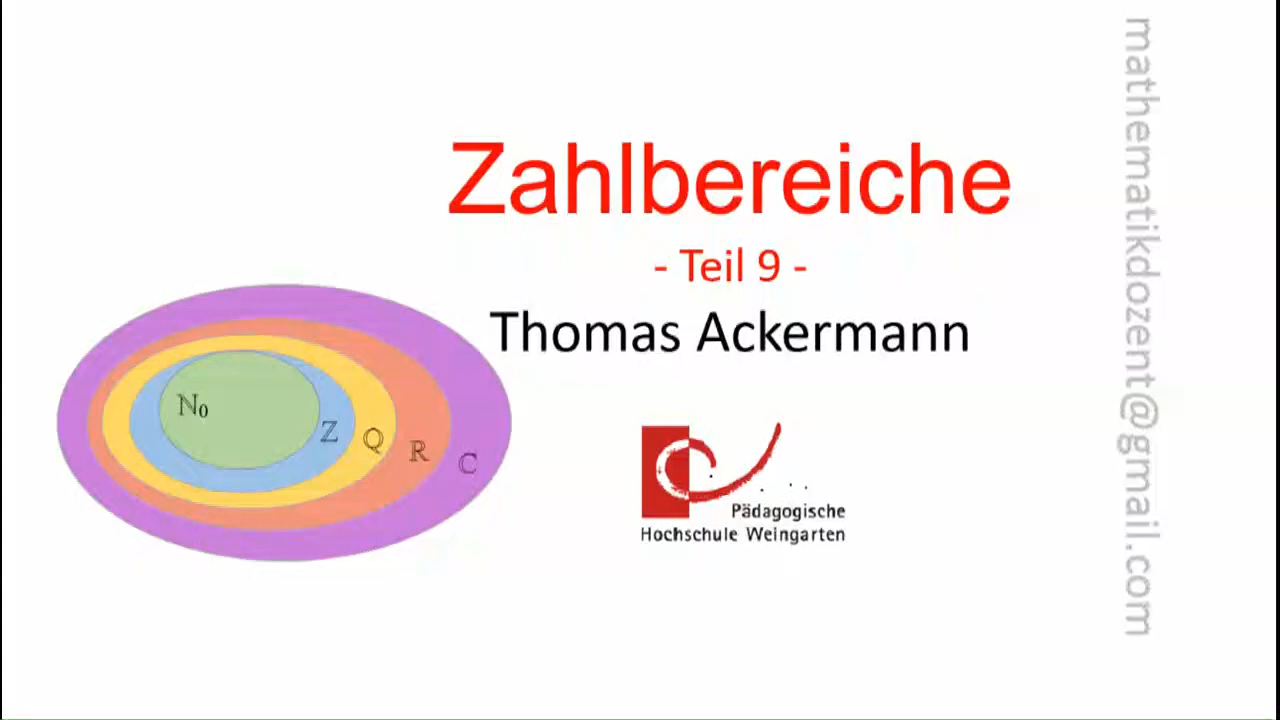 Zahlbereiche
- Teil 9 -
Thomas Ackermann
N₀
Z
Q
R
C
Pädagogische
Hochschule Weingarten
mathematikdozent@gmail.com